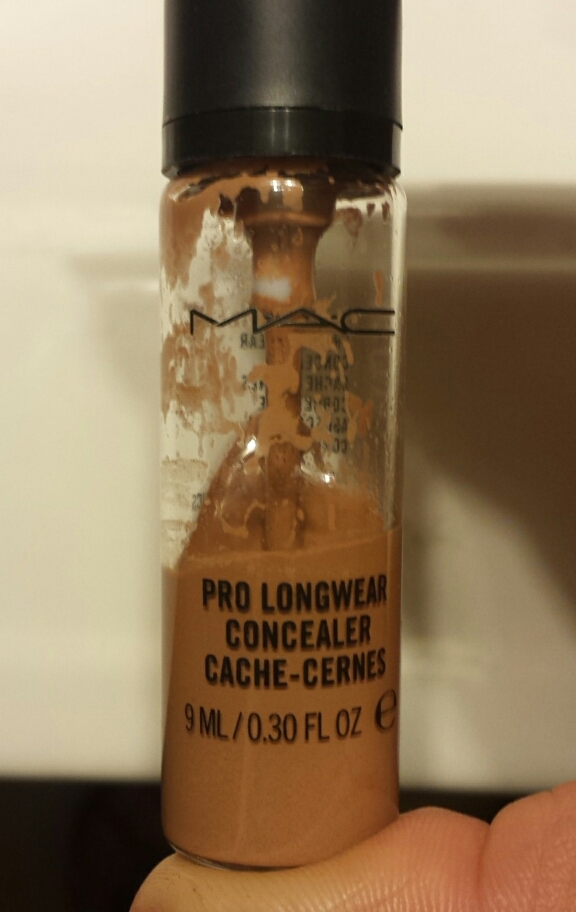 MAC
PRO LONGWEAR
CONCEALER
CACHE-CERNES
9 ML / 0.30 FL OZ e